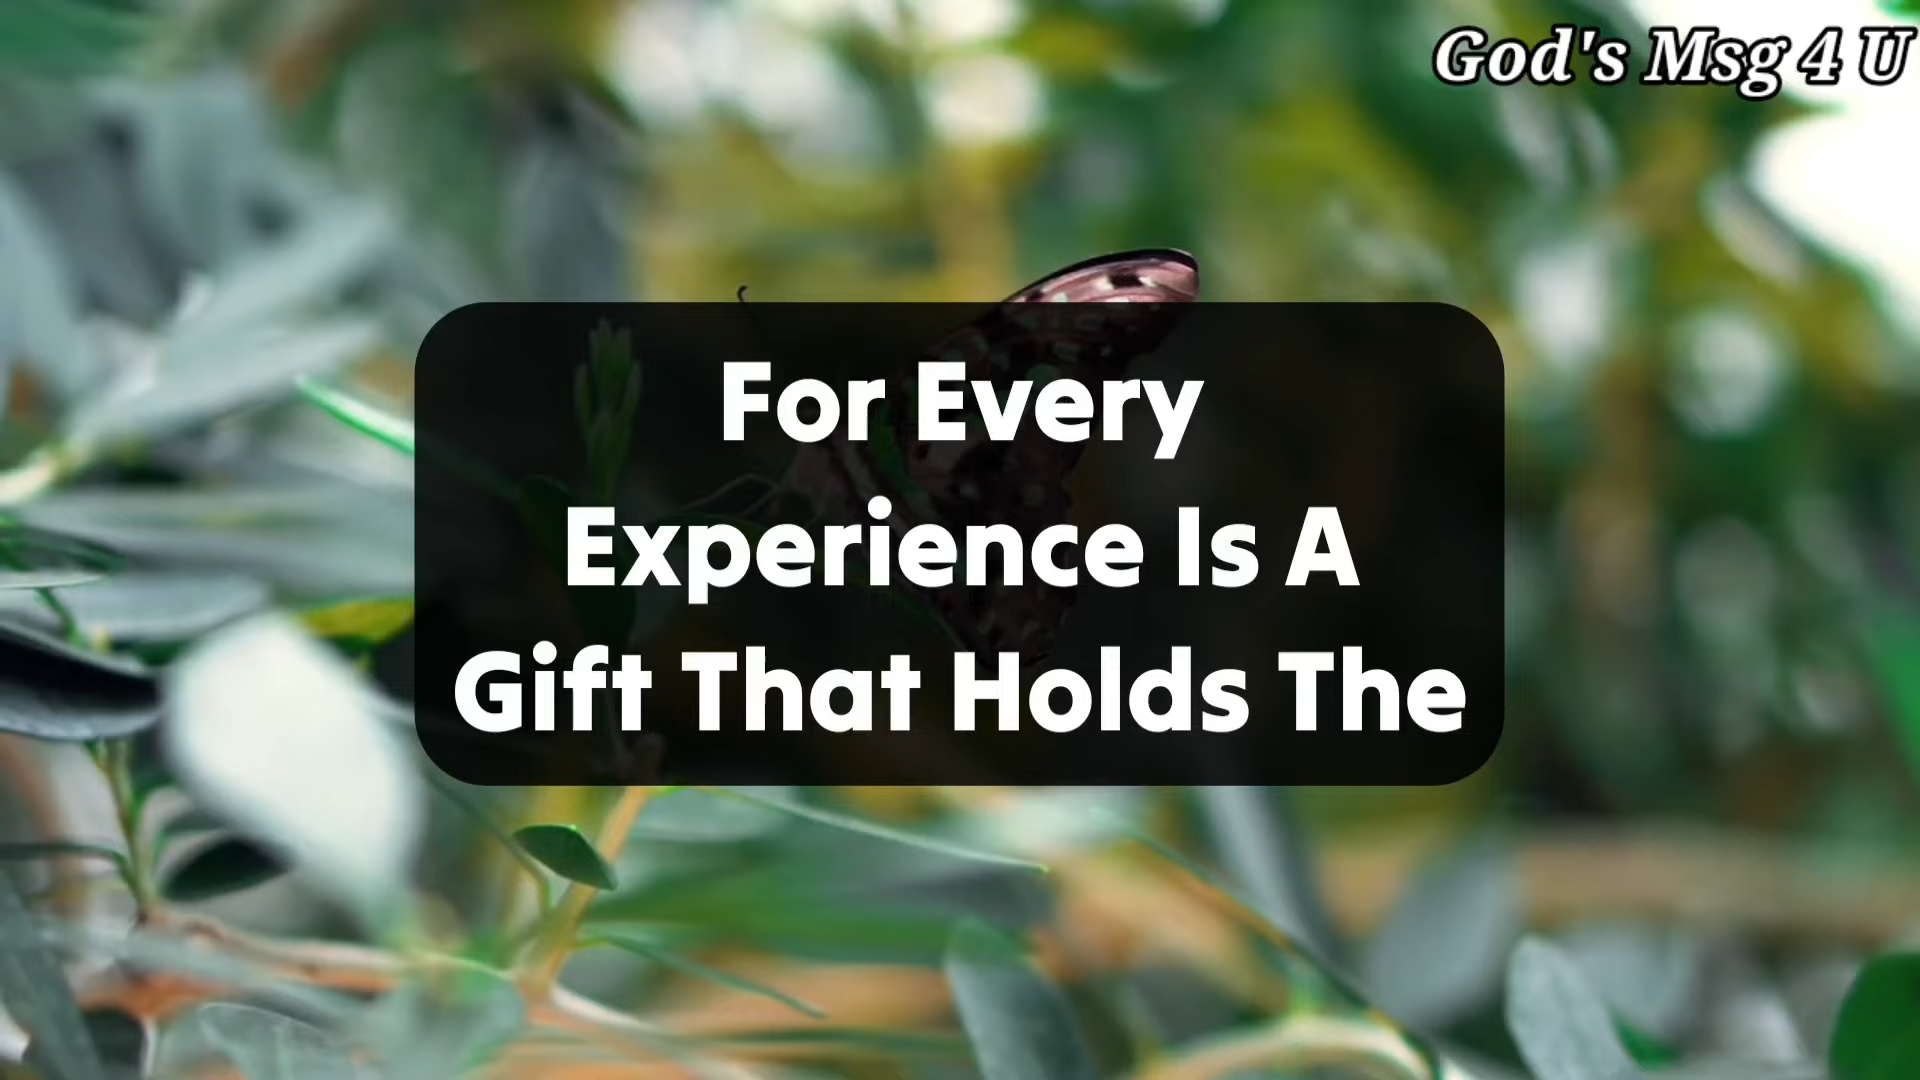 God's Msg 4 U
For Every
Experience Is A
Gift That Holds The